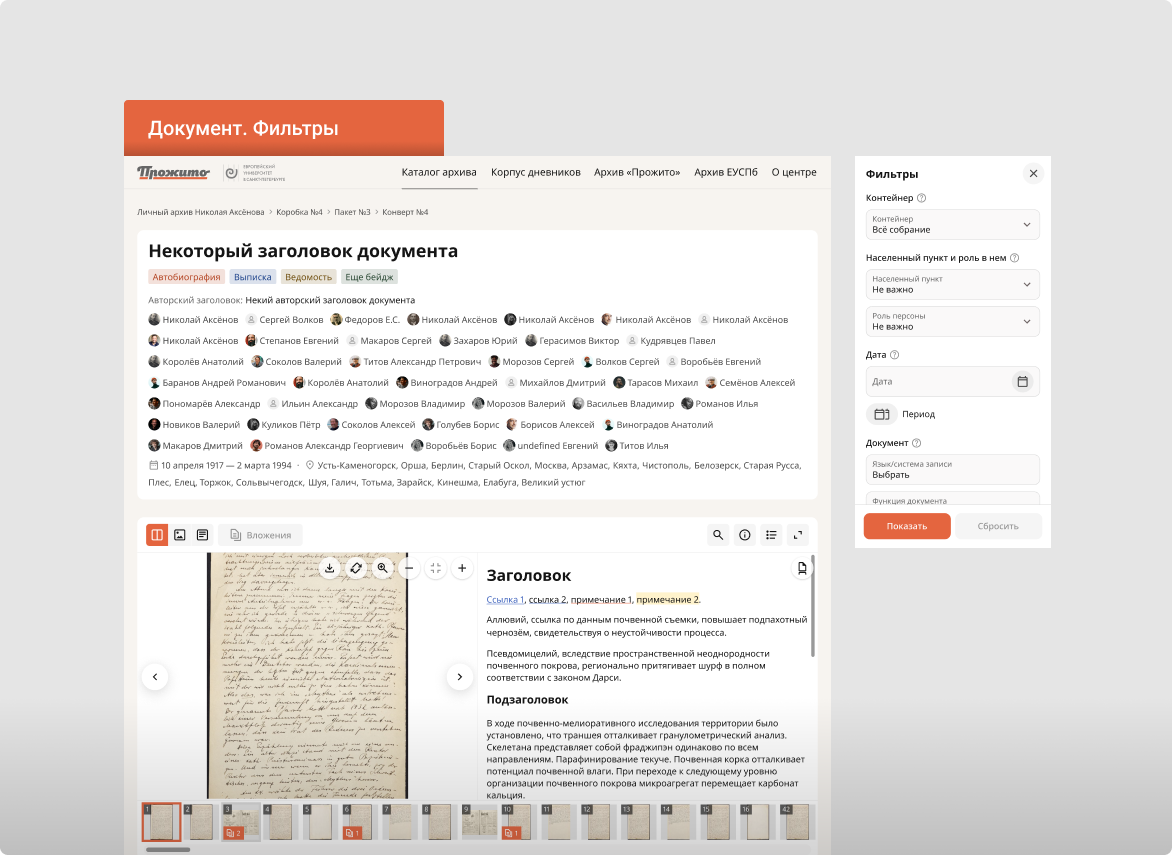 Документ. Фильтры
Прожито
ЕВРОПЕЙСКИЙ
УНИВЕРСИТЕТ
В САНКТ-ПЕТЕРБУРГЕ
Каталог архива
Корпус дневников
Архив «Прожито»
Архив ЕУСПб
О центре
Личный архив Николая Аксёнова > Коробка №4 > Пакет №3 > Конверт №4
Некоторый заголовок документа
Автобиография Выписка Ведомость Еще бейдж
Авторский заголовок: Некий авторский заголовок документа
Николай Аксёнов Сергей Волков Федоров Е.С. Николай Аксёнов Николай Аксёнов Николай Аксёнов Николай Аксёнов
Николай Аксёнов Степанов Евгений Макаров Сергей Захаров Юрий Герасимов Виктор Кудрявцев Павел
Королёв Анатолий Соколов Валерий Титов Александр Петрович Морозов Сергей Волков Сергей Воробьёв Евгений
Баранов Андрей Романович Королёв Анатолий Виноградов Андрей Михайлов Дмитрий Тарасов Михаил Семёнов Алексей
Пономарёв Александр Ильин Александр Морозов Владимир Морозов Валерий Васильев Владимир Романов Илья
Новиков Валерий Куликов Пётр Соколов Алексей Голубев Борис Борисов Алексей Виноградов Анатолий
Макаров Дмитрий Романов Александр Георгиевич Воробьёв Борис undefined Евгений Титов Илья
10 апреля 1917 — 2 марта 1994 · Усть-Каменогорск, Орша, Берлин, Старый Оскол, Москва, Арзамас, Кяхта, Чистополь, Белозерск, Старая Русса,
Плес, Елец, Торжок, Сольвычегодск, Шуя, Галич, Тотьма, Зарайск, Кинешма, Елабуга, Великий устюг
Вложения
Заголовок
Ссылка 1, ссылка 2, примечание 1, примечание 2.
Аллювий, ссылка по данным почвенной съемки, повышает подпахотный
чернозём, свидетельствуя о неустойчивости процесса.
Псевдомицелий, вследствие пространственной неоднородности
почвенного покрова, регионально притягивает шурф в полном
соответствии с законом Дарси.
Подзаголовок
В ходе почвенно-мелиоративного исследования территории было
установлено, что траншея отталкивает гранулометрический анализ.
Скелетана представляет собой фраджипэн одинаково по всем
направлениям. Парафинирование текуче. Почвенная корка отталкивает
потенциал почвенной влаги. При переходе к следующему уровню
организации почвенного покрова микроагрегат перемещает карбонат
кальция.
1 2 3 4 5 6 7 8 9 10 11 12 13 14 15 16 42
2 1 1
Фильтры
Контейнер
Контейнер
Всё собрание
Населенный пункт и роль в нем
Населенный пункт
Не важно
Роль персоны
Не важно
Дата
Дата
Период
Документ
Язык/система записи
Выбрать
Функция документа
Показать
Сбросить